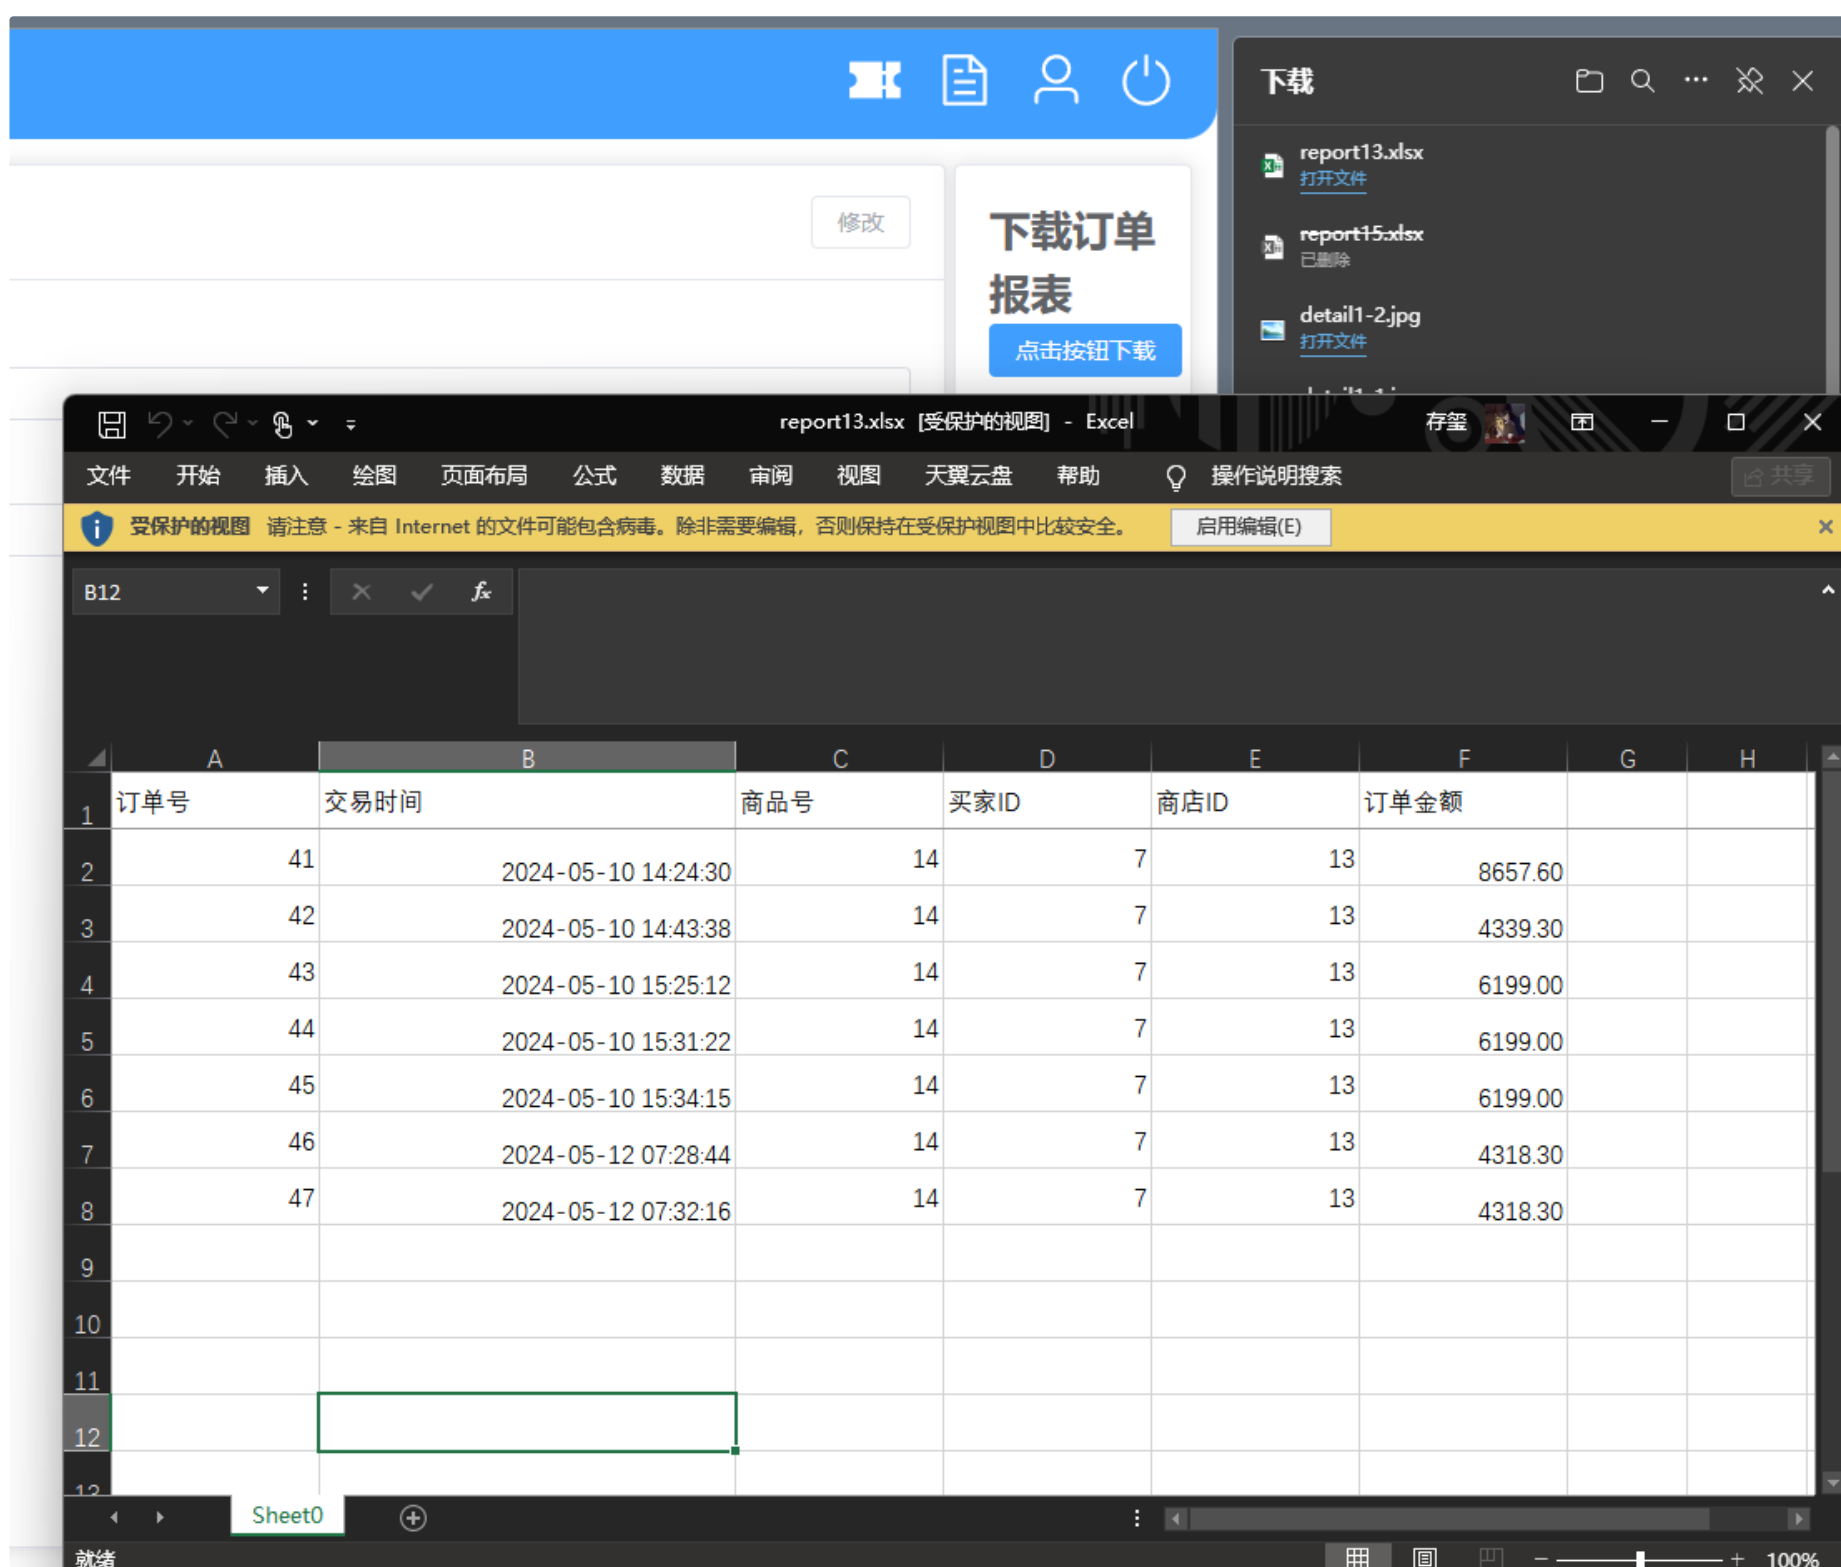 下载
report13.xlsx
打开文件
report15.xlsx
已删除
detail1-2.jpg
打开文件
修改
下载订单
报表
点击按钮下载
report13.xlsx [受保护的视图] - Excel
存玺
文件 开始 插入 绘图 页面布局 公式 数据 审阅 视图 天翼云盘 帮助 操作说明搜索 共享
受保护的视图 请注意 - 来自 Internet 的文件可能包含病毒。除非需要编辑，否则保持在受保护视图中比较安全。 启用编辑(E)
B12 fx
A B C D E F G H
1 订单号 交易时间 商品号 买家ID 商店ID 订单金额
2 41 2024-05-10 14:24:30 14 7 13 8657.60
3 42 2024-05-10 14:43:38 14 7 13 4339.30
4 43 2024-05-10 15:25:12 14 7 13 6199.00
5 44 2024-05-10 15:31:22 14 7 13 6199.00
6 45 2024-05-10 15:34:15 14 7 13 6199.00
7 46 2024-05-12 07:28:44 14 7 13 4318.30
8 47 2024-05-12 07:32:16 14 7 13 4318.30
9
10
11
12
Sheet0
就绪 100%